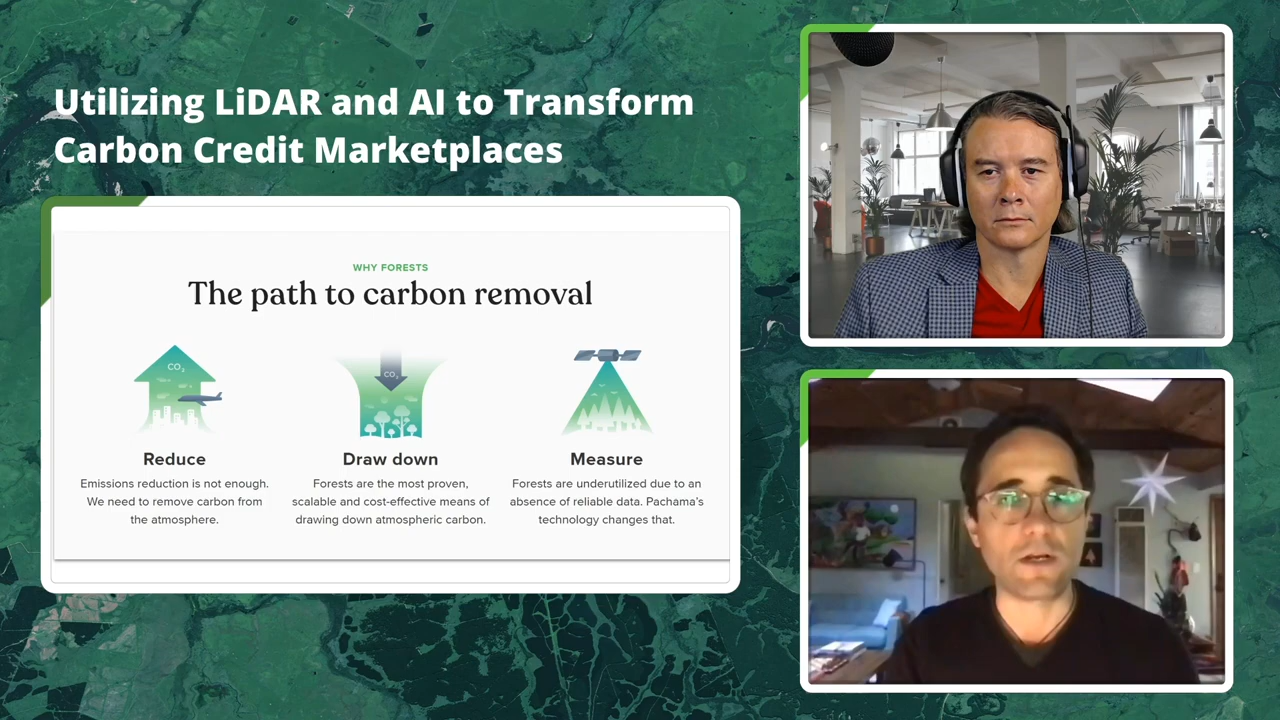 Utilizing LiDAR and AI to Transform
Carbon Credit Marketplaces
WHY FORESTS
The path to carbon removal
CO₂
CO₂
Reduce
Emissions reduction is not enough.
We need to remove carbon from
the atmosphere.
Draw down
Forests are the most proven,
scalable and cost-effective means of
drawing down atmospheric carbon.
Measure
Forests are underutilized due to an
absence of reliable data. Pachama's
technology changes that.